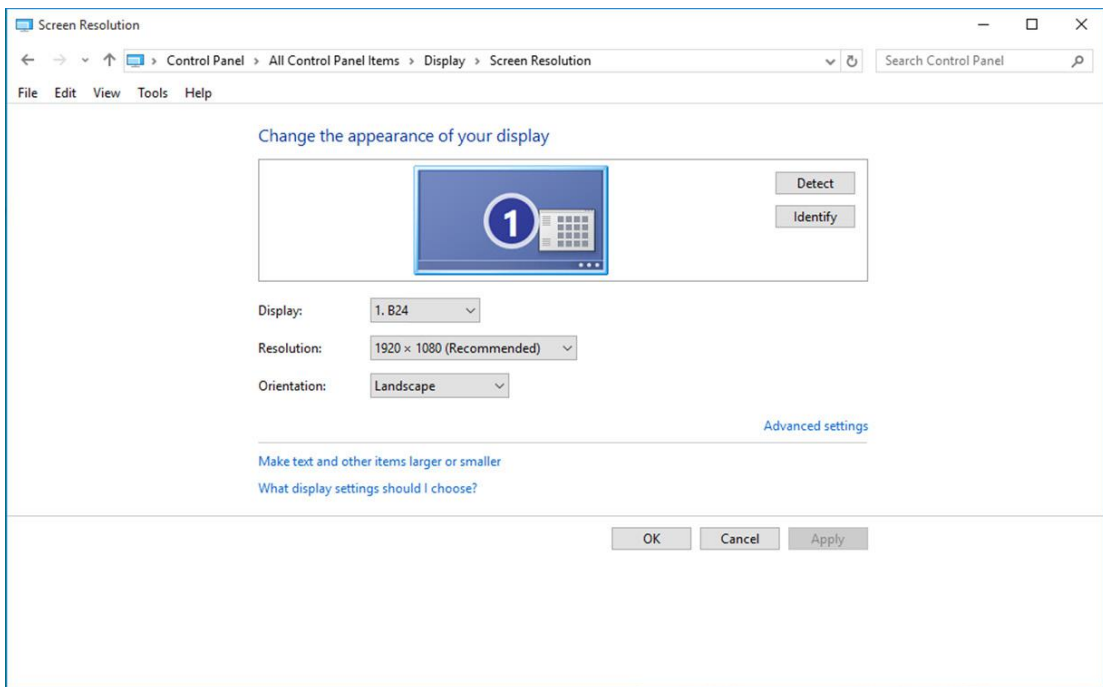 Screen Resolution
Control Panel > All Control Panel Items > Display > Screen Resolution
Search Control Panel
File Edit View Tools Help
Change the appearance of your display
1
Detect
Identify
Display: 1. B24
Resolution: 1920 × 1080 (Recommended)
Orientation: Landscape
Advanced settings
Make text and other items larger or smaller
What display settings should I choose?
OK Cancel Apply